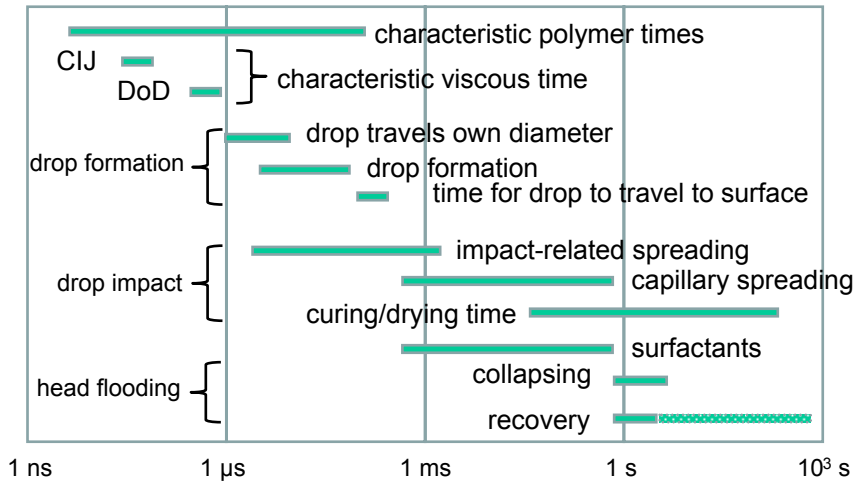 characteristic polymer times
CIJ
characteristic viscous time
DoD
drop travels own diameter
drop formation
drop formation
time for drop to travel to surface
impact-related spreading
drop impact
capillary spreading
curing/drying time
surfactants
collapsing
head flooding
recovery
1 ns 1 µs 1 ms 1 s 10³ s